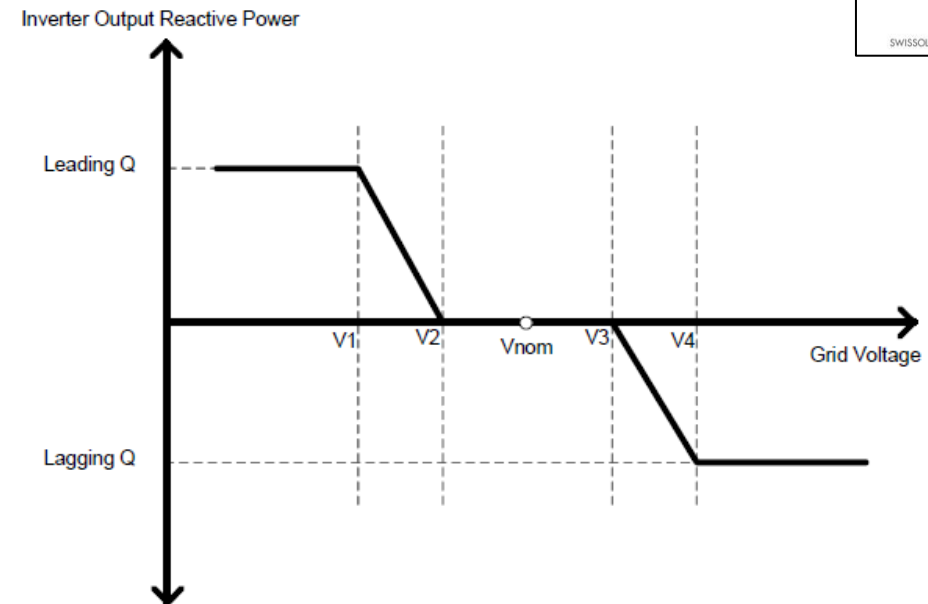 Inverter Output Reactive Power
Leading Q
V1
V2
Vnom
V3
V4
Grid Voltage
Lagging Q